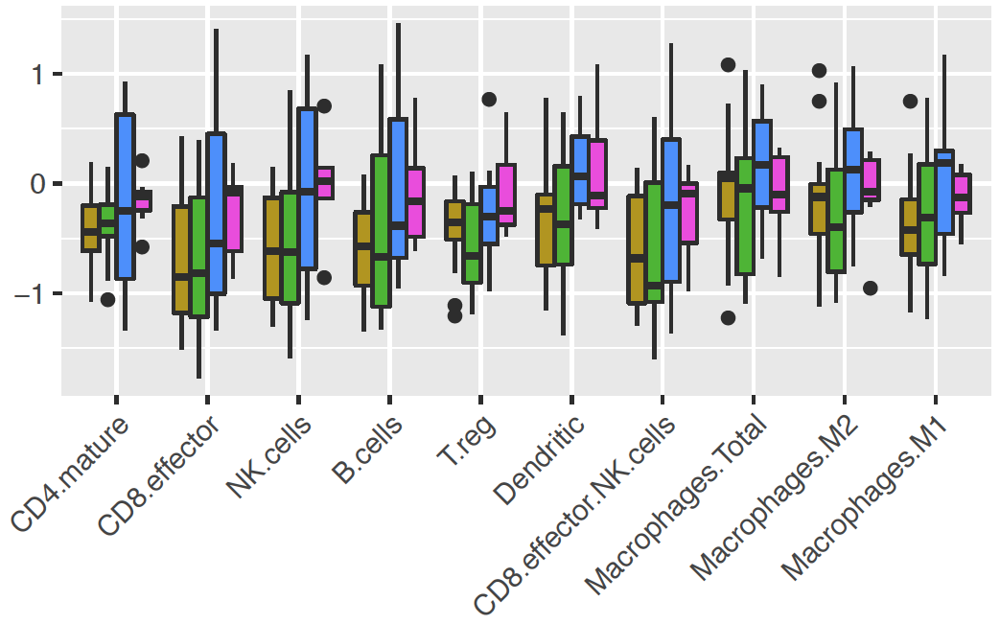 1
0
−1
CD4.mature
CD8.effector
NK.cells
B.cells
T.reg
Dendritic
CD8.effector.NK.cells
Macrophages.Total
Macrophages.M2
Macrophages.M1